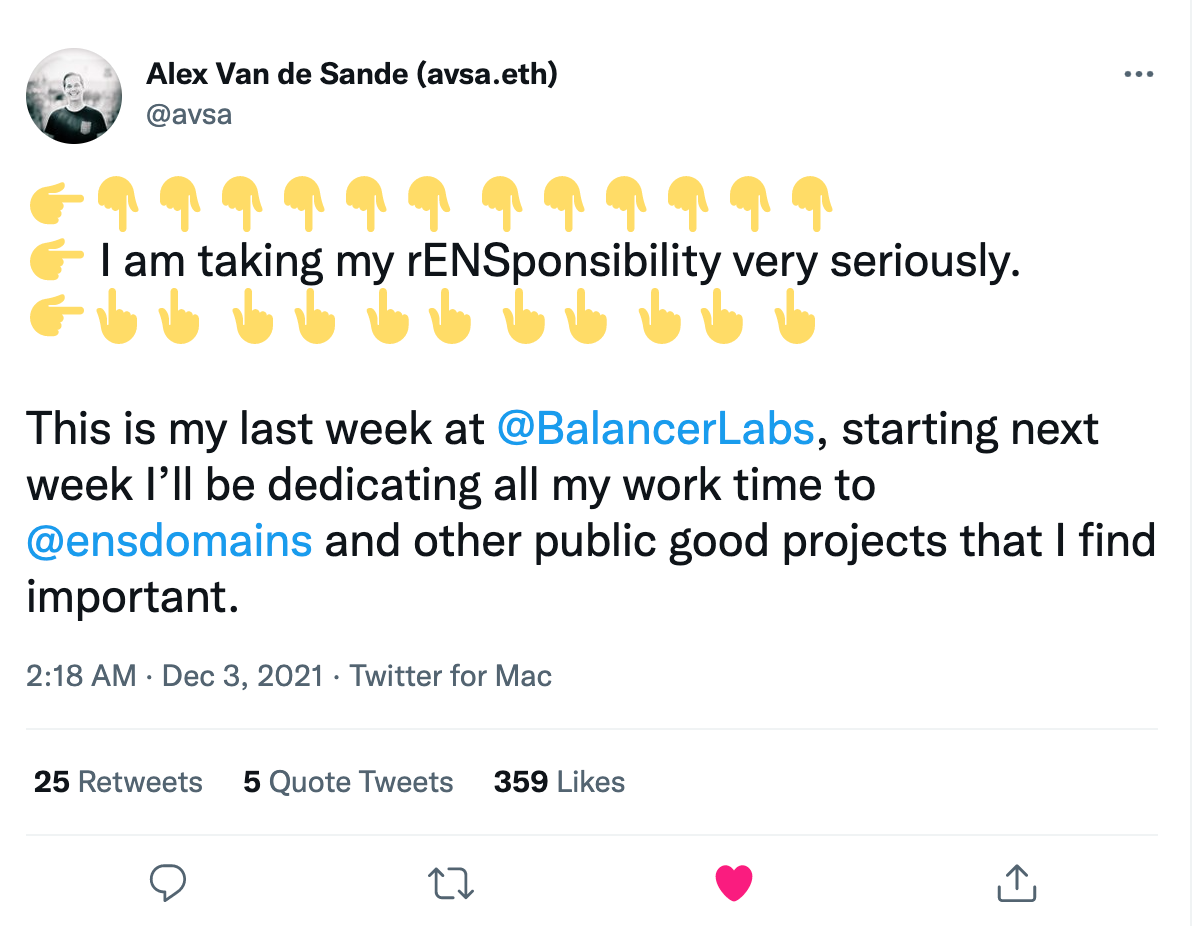 Alex Van de Sande (avsa.eth)
@avsa
👉👇👇👇👇👇👇 👇👇👇👇👇👇
👉 I am taking my rENSponsibility very seriously.
👉👆👆 👆👆 👆👆 👆👆 👆👆 👆
This is my last week at @BalancerLabs, starting next
week I’ll be dedicating all my work time to
@ensdomains and other public good projects that I find
important.
2:18 AM · Dec 3, 2021 · Twitter for Mac
25 Retweets 5 Quote Tweets 359 Likes